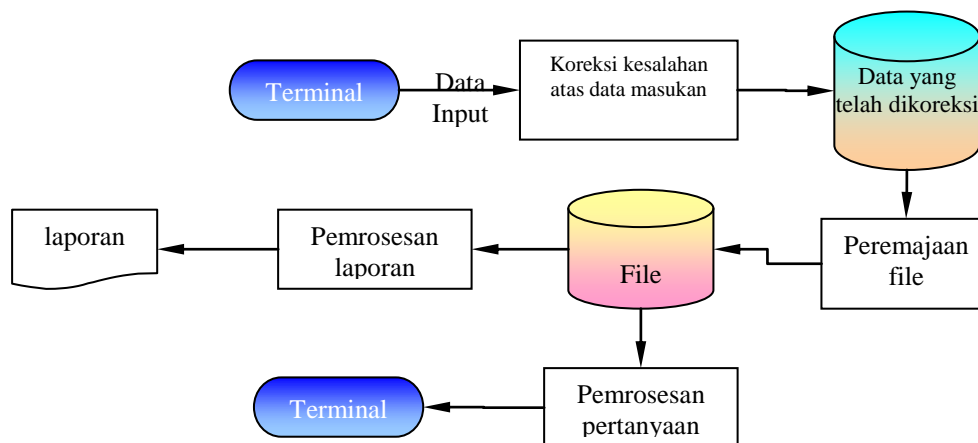 Terminal
Data
Input
Koreksi kesalahan
atas data masukan
Data yang
telah dikoreksi
laporan
Pemrosesan
laporan
File
Peremajaan
file
Terminal
Pemrosesan
pertanyaan